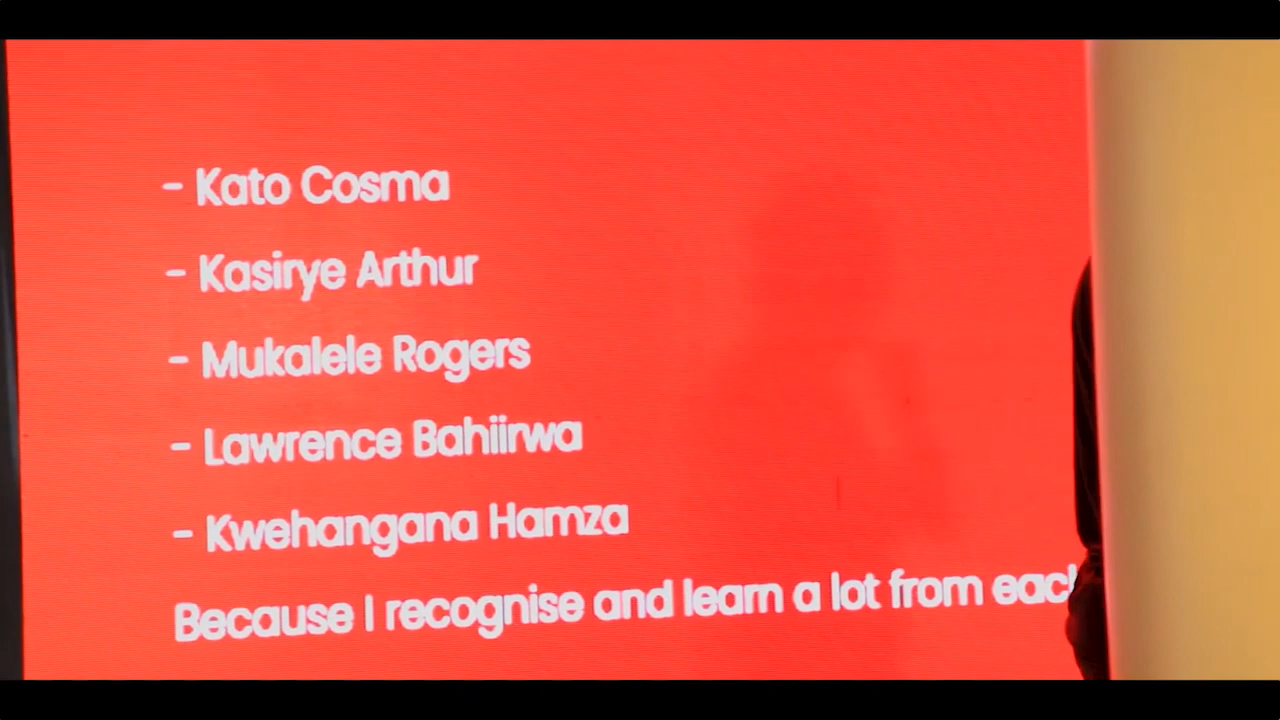 - Kato Cosma
- Kasirye Arthur
- Mukalele Rogers
- Lawrence Bahiirwa
- Kwehangana Hamza
Because I recognise and learn a lot from each